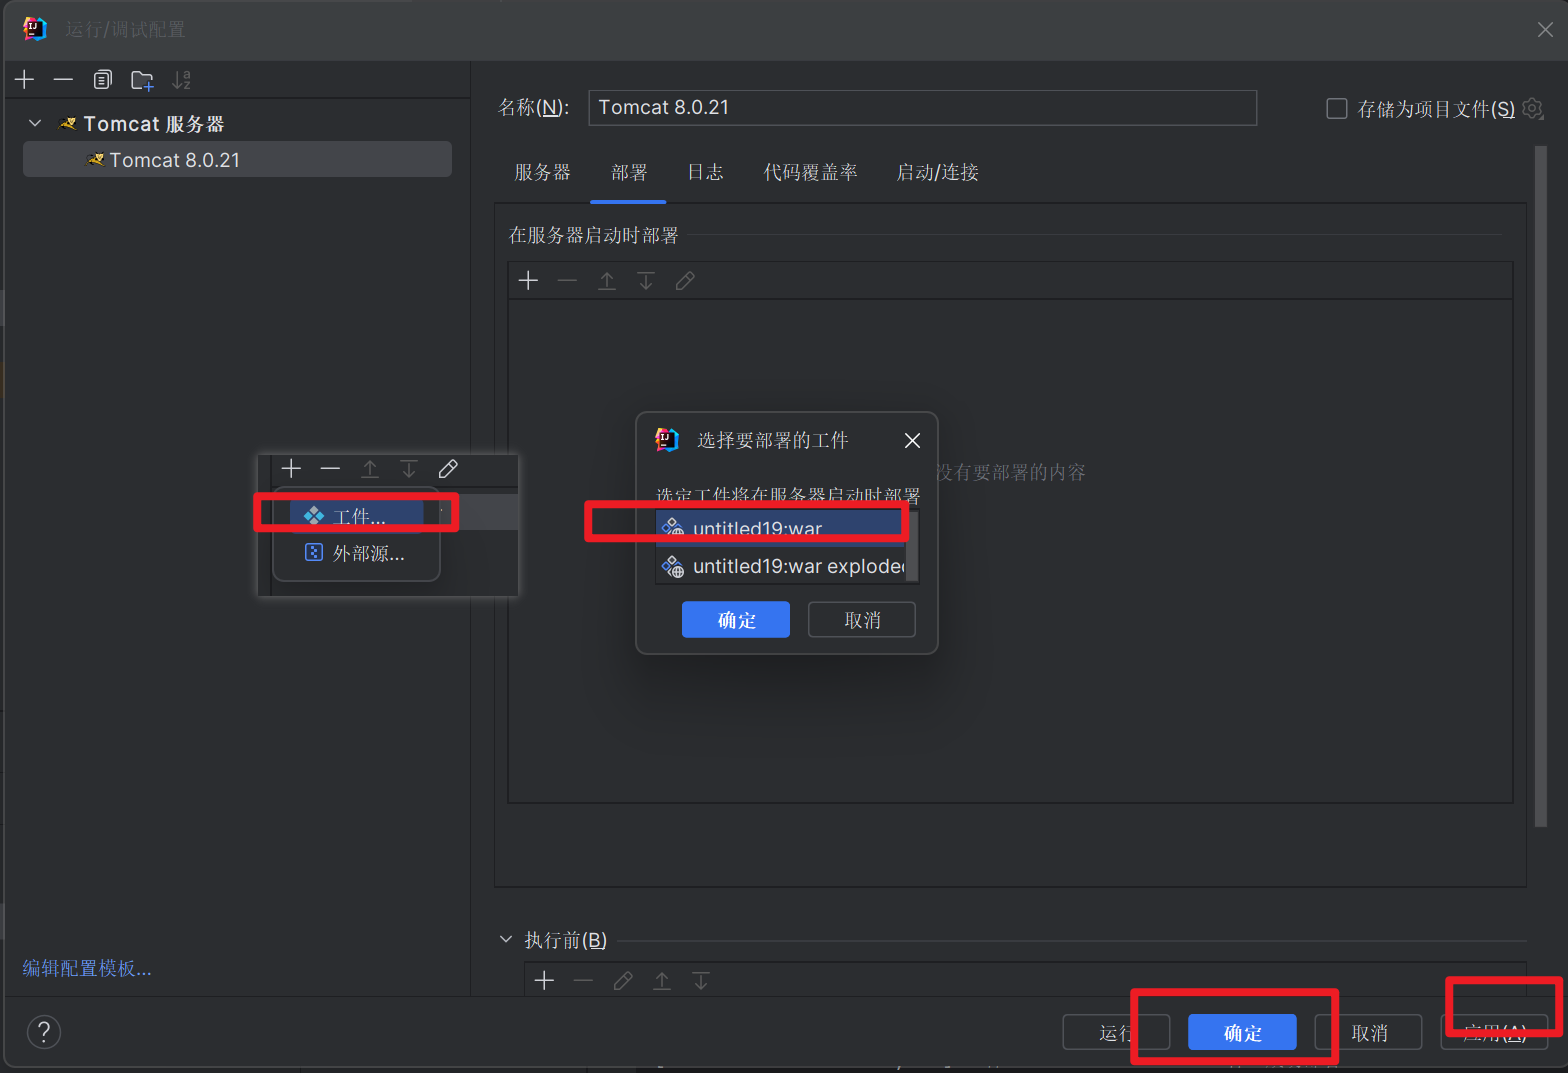 运行/调试配置
Tomcat 服务器
Tomcat 8.0.21
名称(N):
Tomcat 8.0.21
存储为项目文件(S)
服务器
部署
日志
代码覆盖率
启动/连接
在服务器启动时部署
工件...
外部源...
选择要部署的工件
选定工件将在服务器启动时部署
untitled19:war
untitled19:war exploded
确定
取消
没有要部署的内容
执行前(B)
编辑配置模板...
?
运行
确定
取消
应用(A)